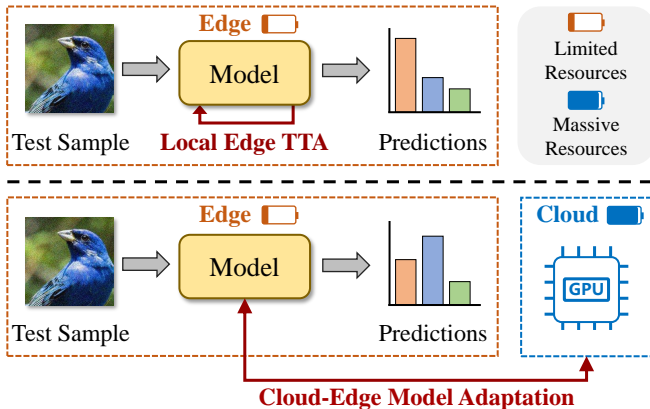 Edge
Model
Test Sample
Local Edge TTA
Predictions
Limited
Resources
Massive
Resources
Edge
Model
Test Sample
Predictions
Cloud
GPU
Cloud-Edge Model Adaptation